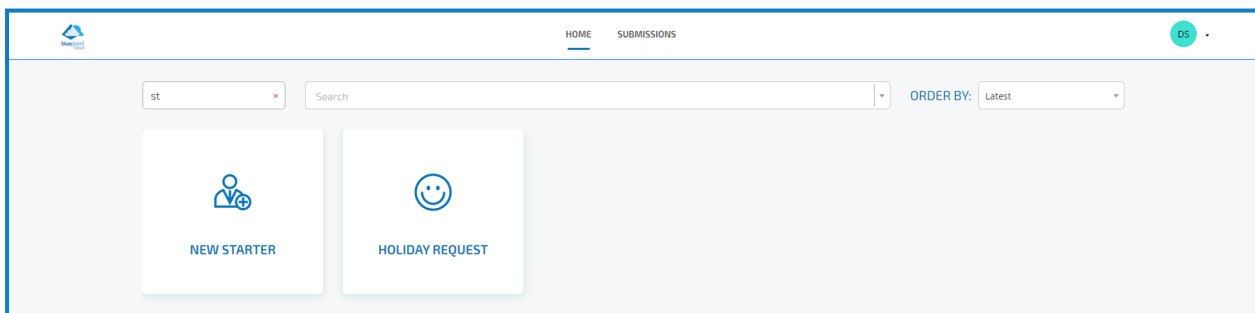 HOME SUBMISSIONS DS
st × Search ORDER BY: Latest
NEW STARTER HOLIDAY REQUEST